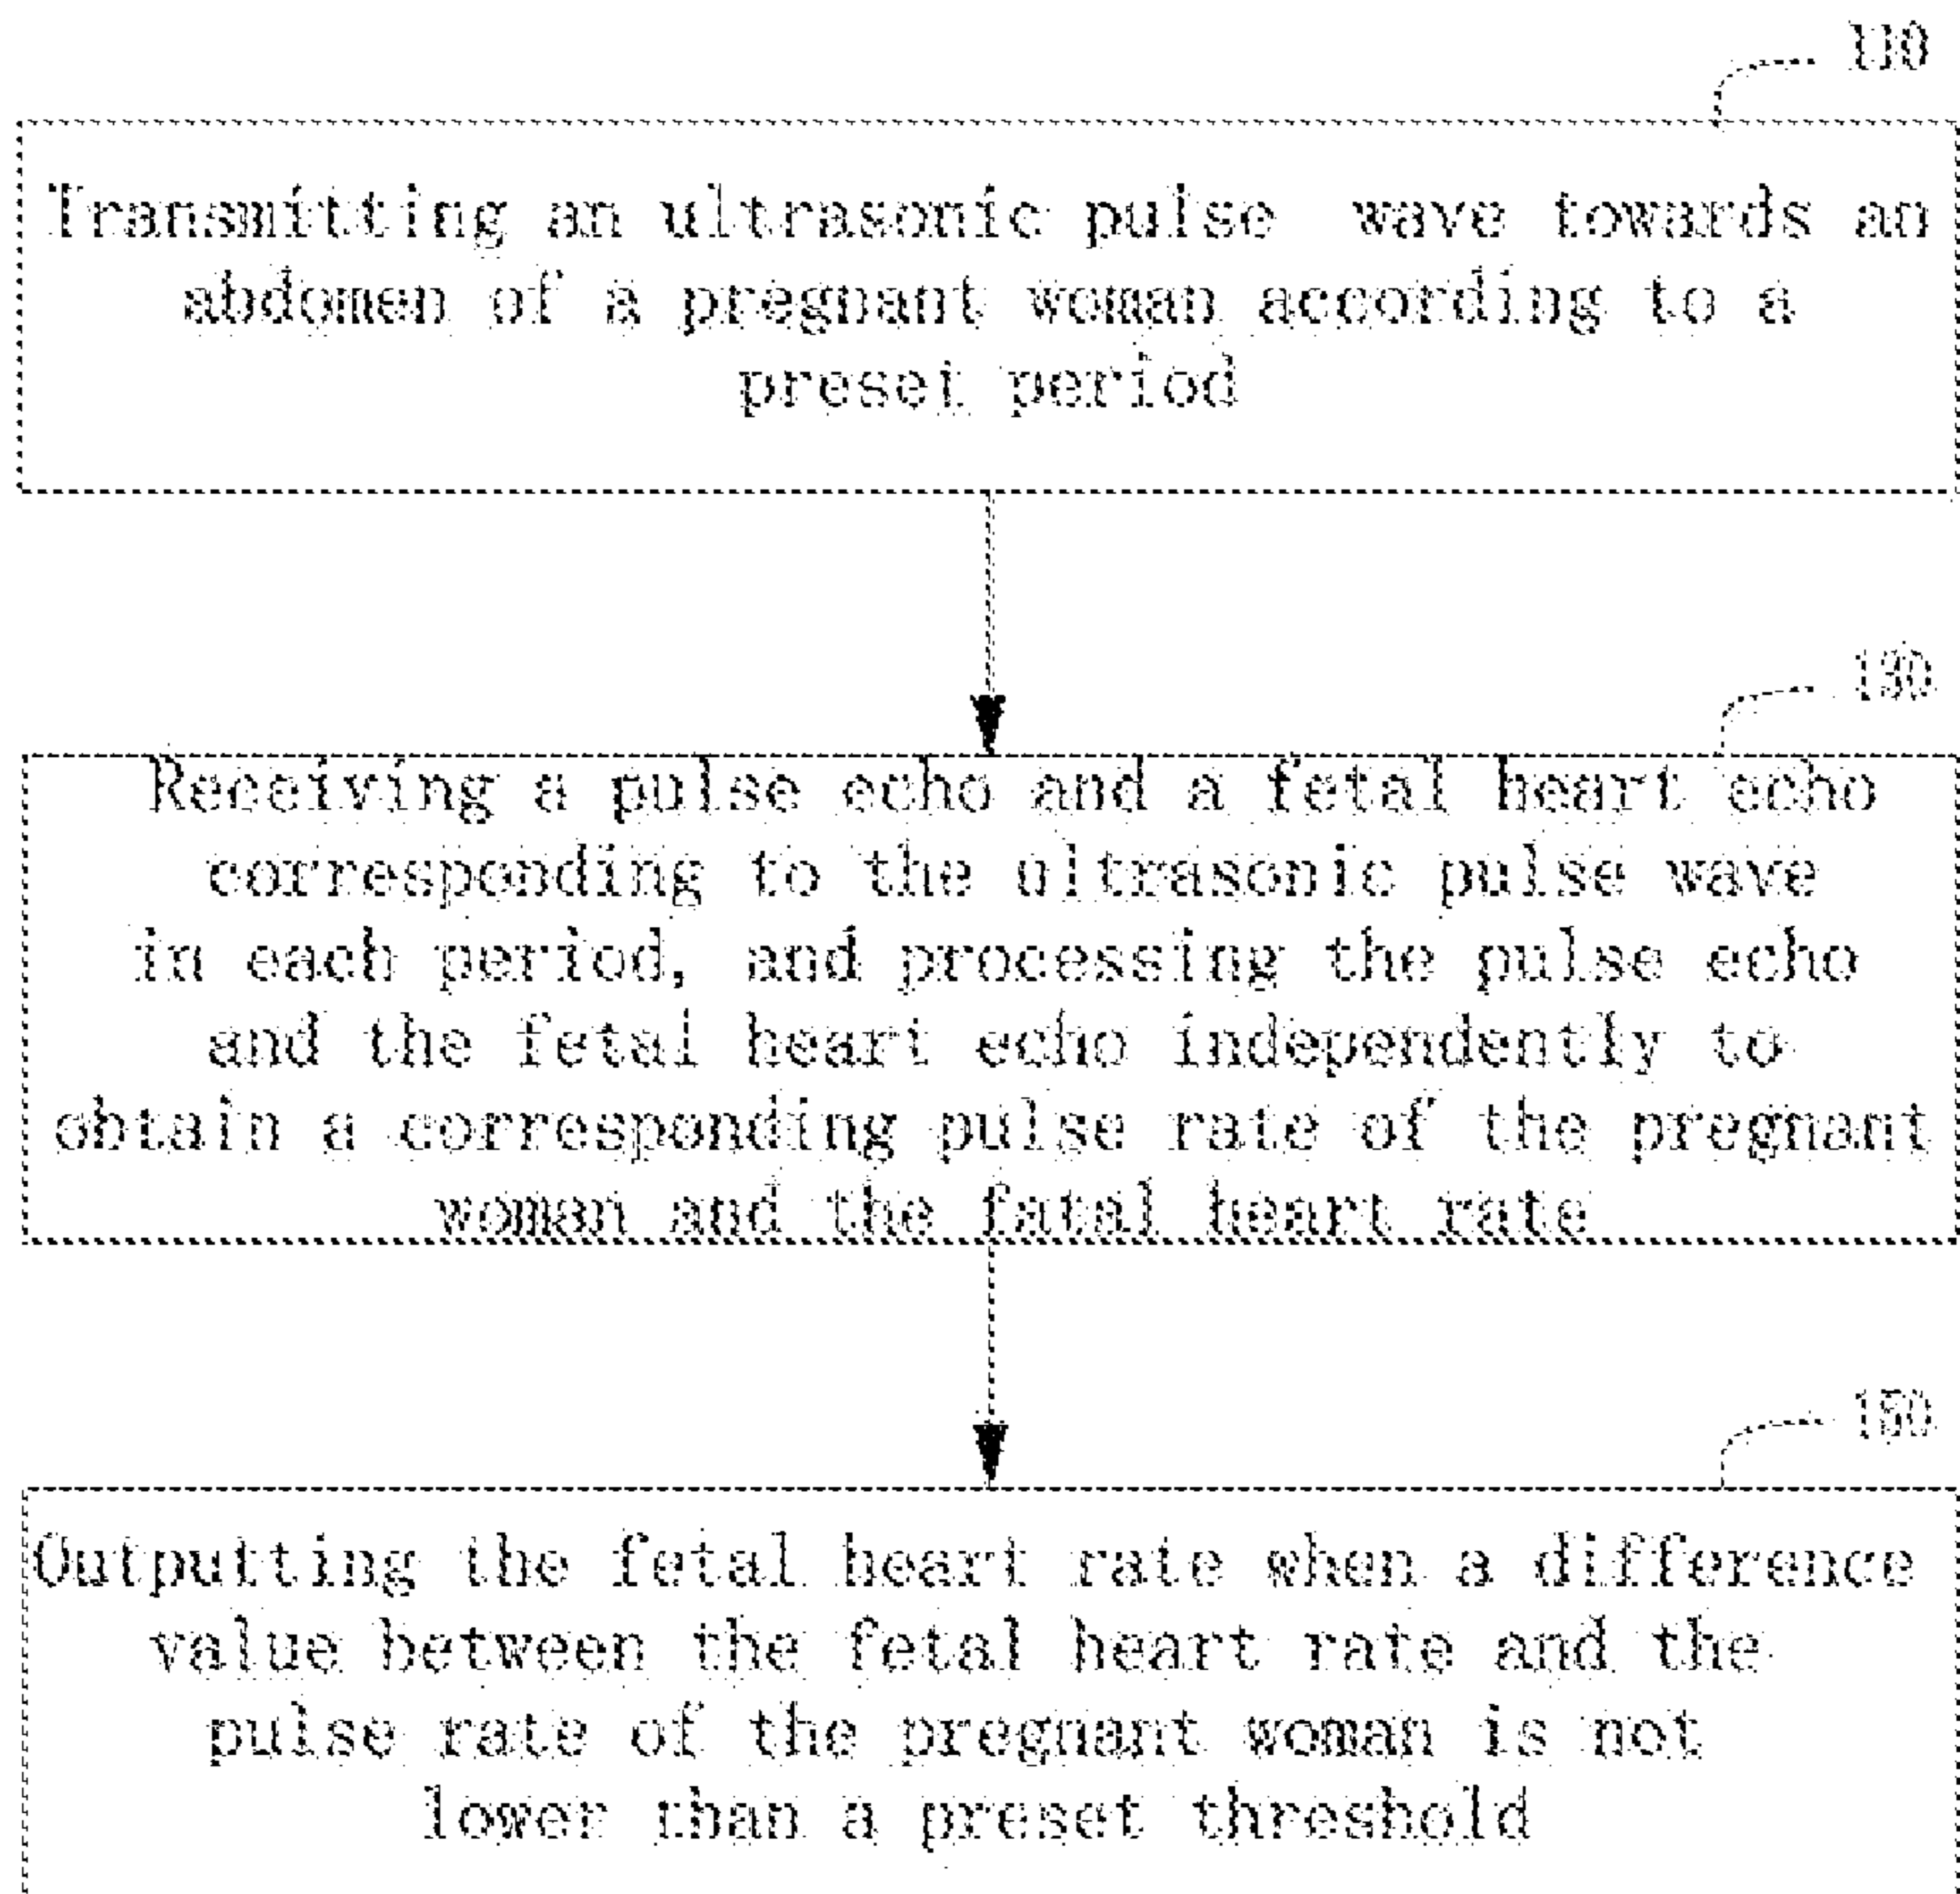 110
Transmitting an ultrasonic pulse wave towards an
abdomen of a pregnant woman according to a
preset period
130
Receiving a pulse echo and a fetal heart echo
corresponding to the ultrasonic pulse wave
in each period, and processing the pulse echo
and the fetal heart echo independently to
obtain a corresponding pulse rate of the pregnant
woman and the fatal heart rate
150
Outputting the fetal heart rate when a difference
value between the fetal heart rate and the
pulse rate of the pregnant woman is not
lower than a preset threshold